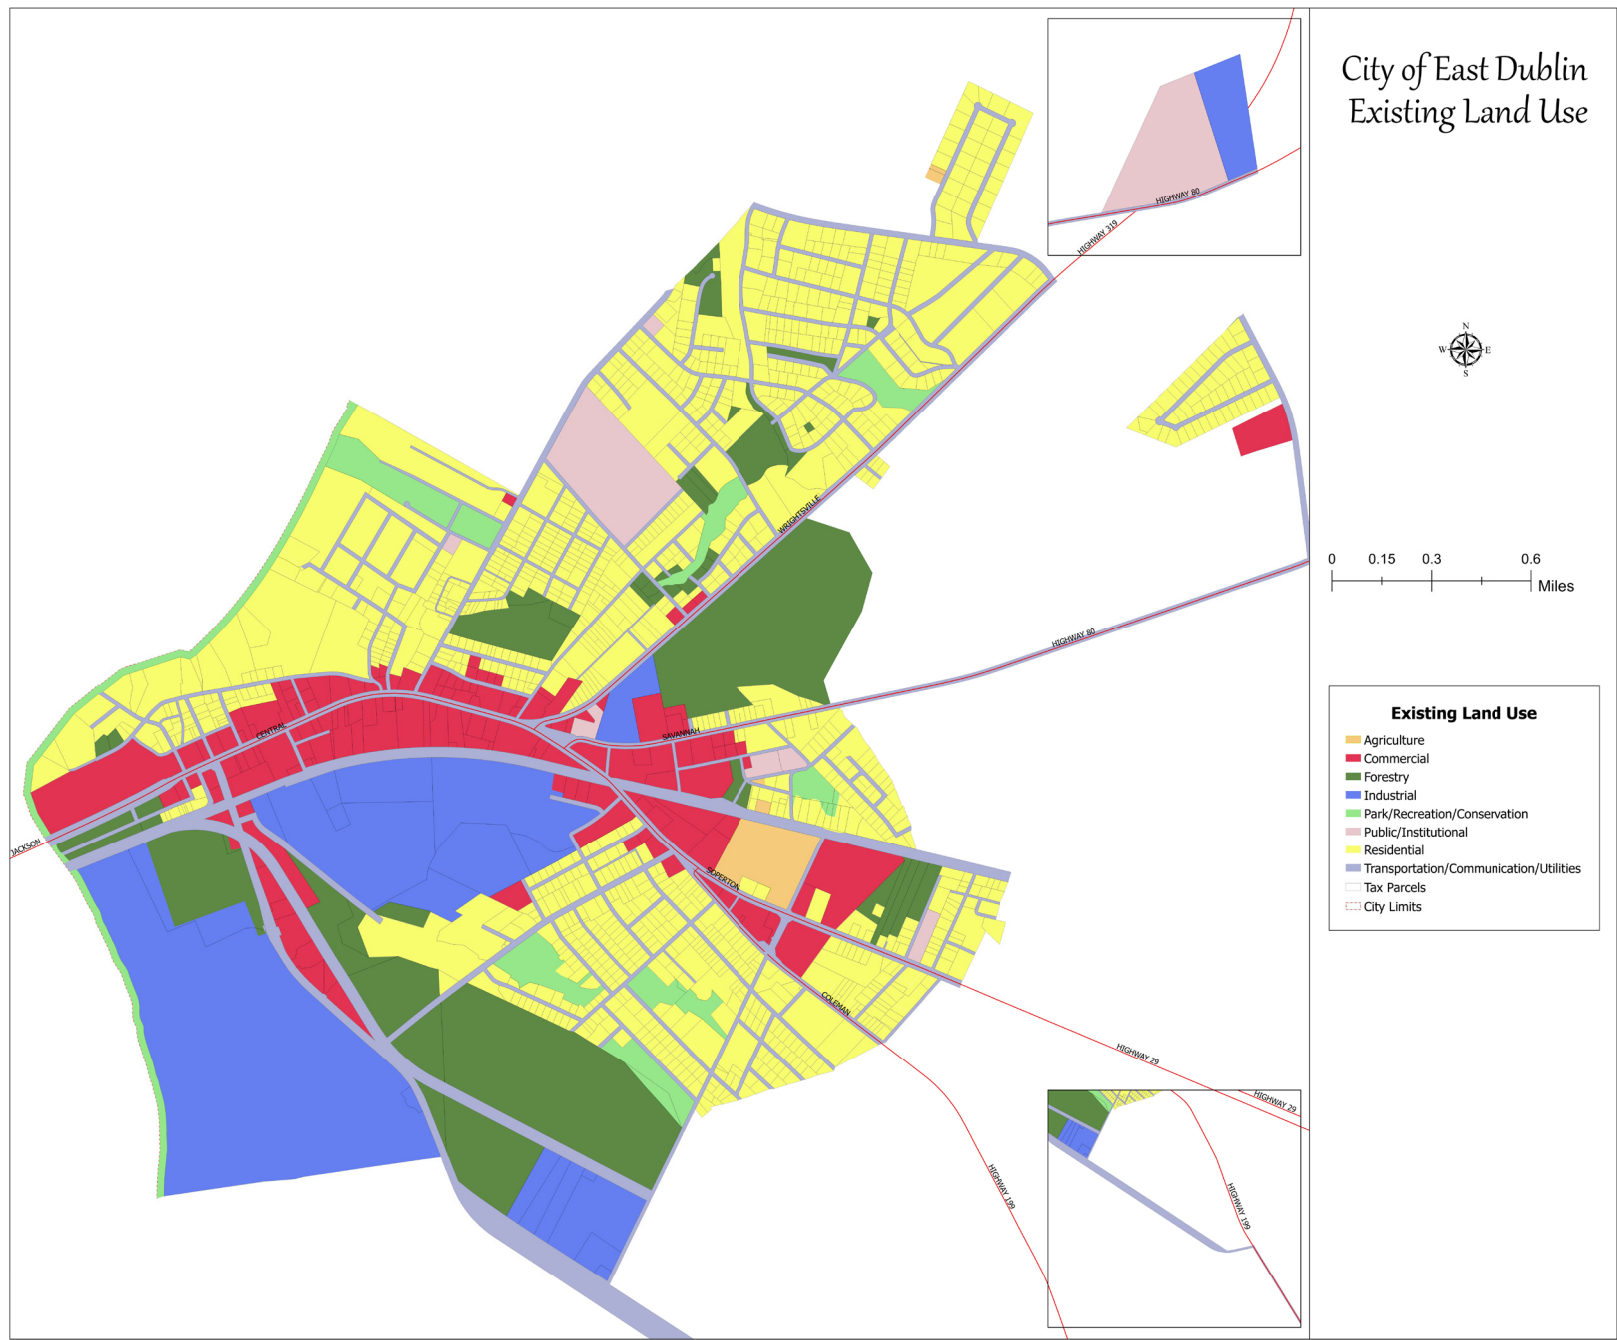 City of East Dublin
Existing Land Use
HIGHWAY 80
HIGHWAY 319
N
W E
S
WRIGHTSVILLE
0 0.15 0.3 0.6
Miles
HIGHWAY 80
CENTRAL
SAVANNAH
JACKSON
SOPERTON
COLEMAN
HIGHWAY 29
HIGHWAY 29
HIGHWAY 199
HIGHWAY 199
Existing Land Use
Agriculture
Commercial
Forestry
Industrial
Park/Recreation/Conservation
Public/Institutional
Residential
Transportation/Communication/Utilities
Tax Parcels
City Limits